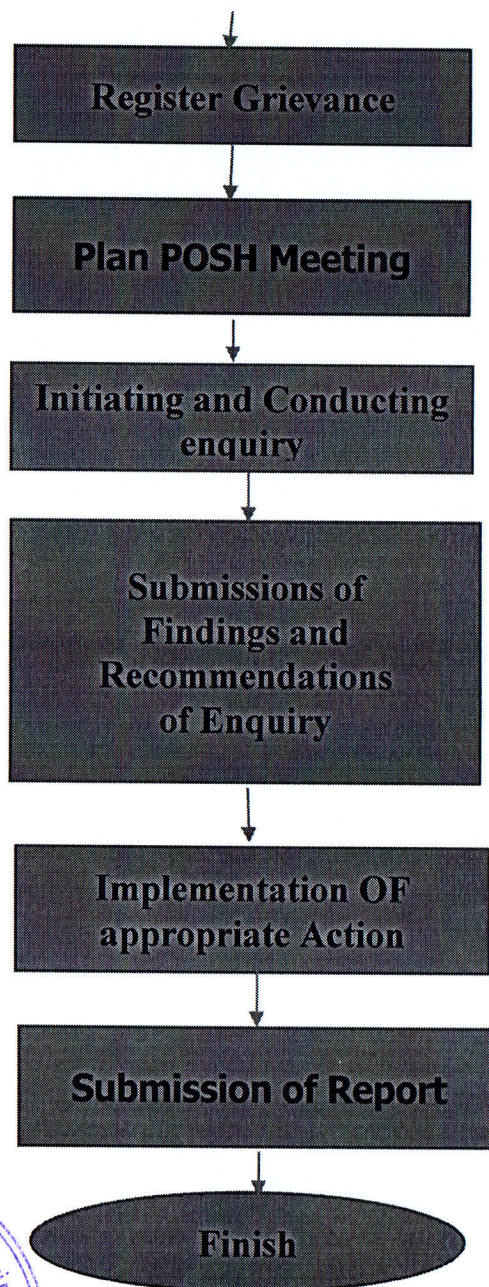 Register Grievance
Plan POSH Meeting
Initiating and Conducting
enquiry
Submissions of
Findings and
Recommendations
of Enquiry
Implementation OF
appropriate Action
Submission of Report
Finish